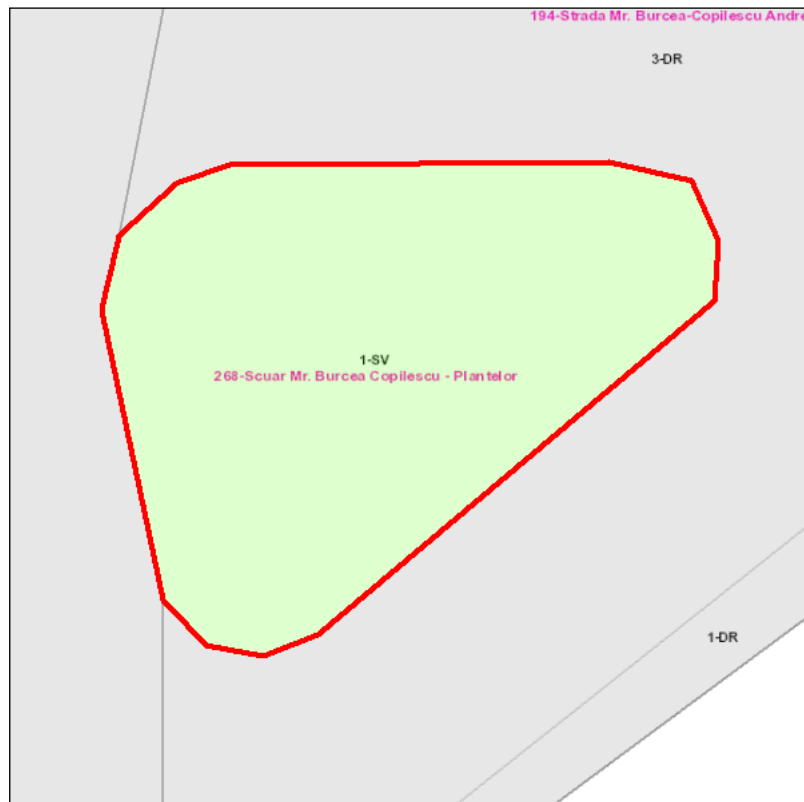 194-Strada Mr. Burcea-Copilescu Andre
3-DR
1-SV
268-Scuar Mr. Burcea Copilescu - Plantelor
1-DR